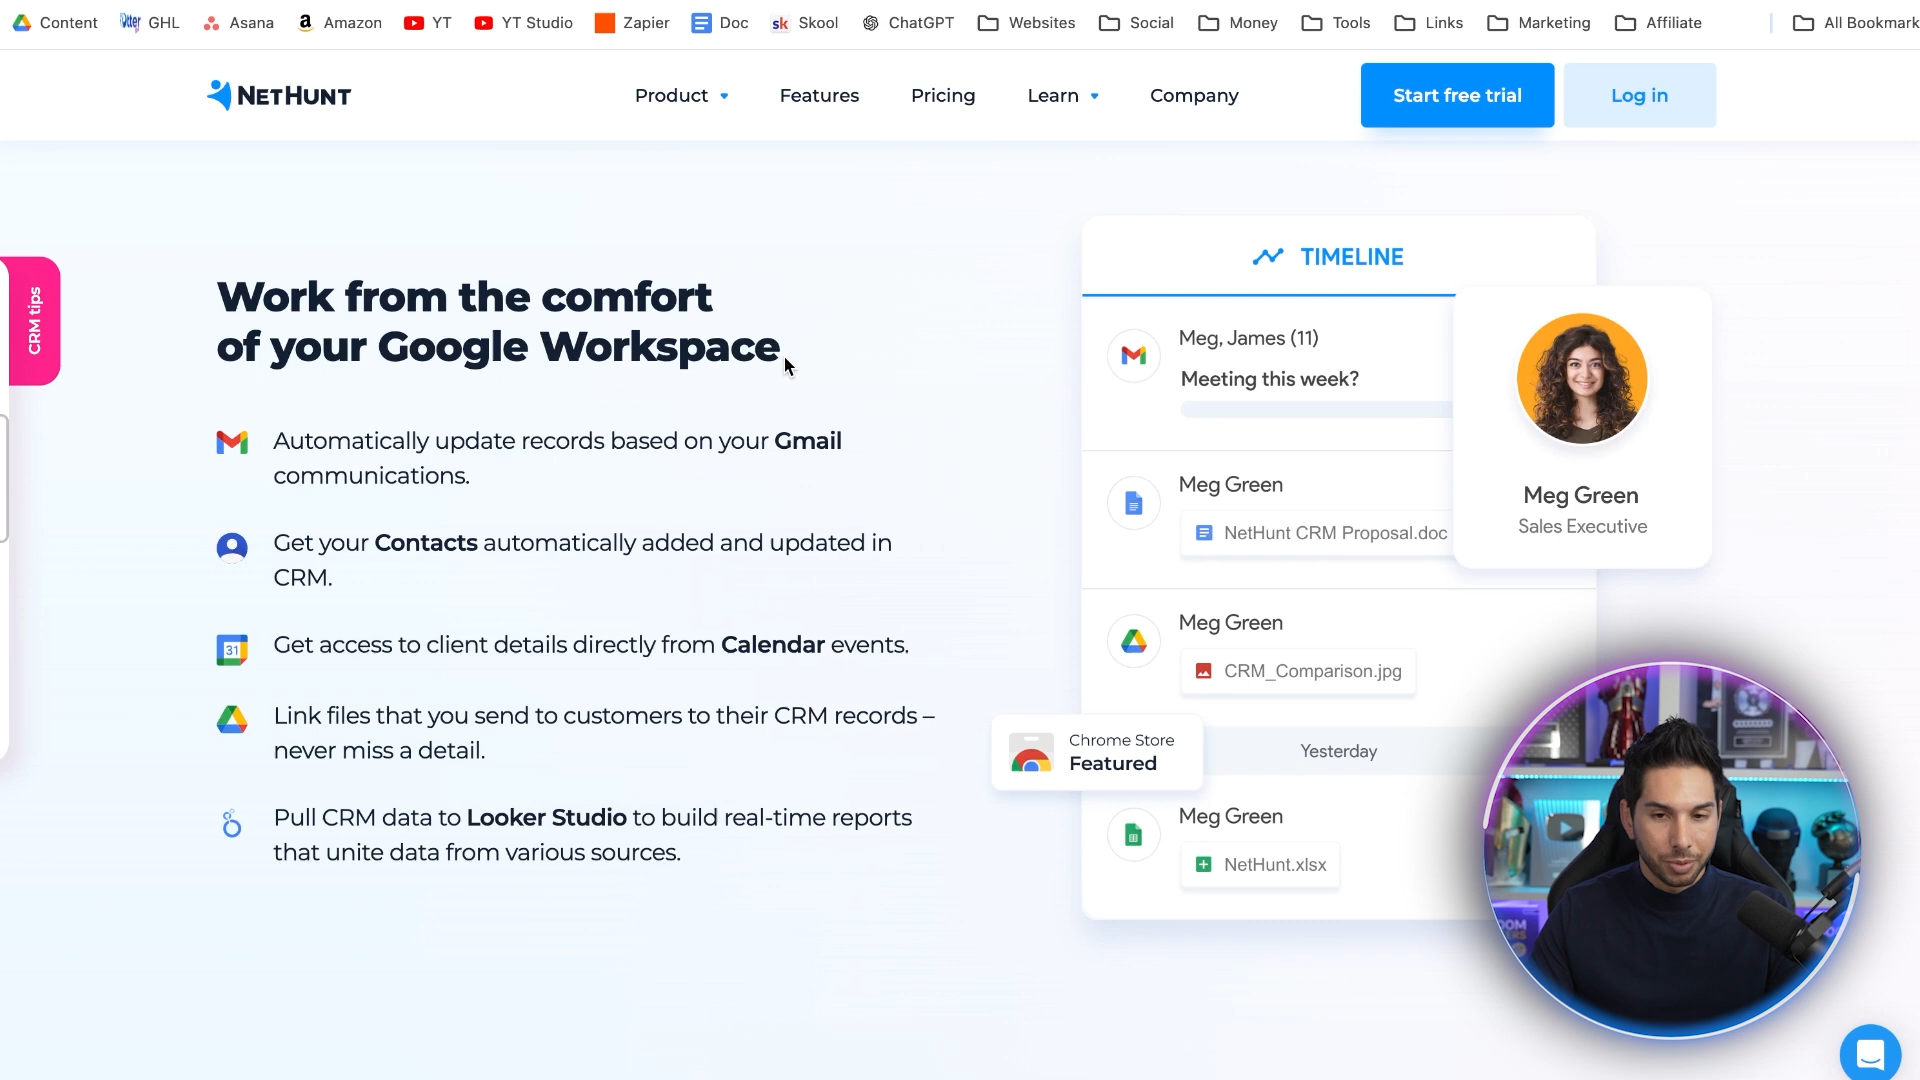 Content
GHL
Asana
Amazon
YT
YT Studio
Zapier
Doc
Skool
ChatGPT
Websites
Social
Money
Tools
Links
Marketing
Affiliate
All Bookmark
NETHUNT
Product
Features
Pricing
Learn
Company
Start free trial
Log in
CRM tips
Work from the comfort
of your Google Workspace
Automatically update records based on your Gmail
communications.
Get your Contacts automatically added and updated in
CRM.
31
Get access to client details directly from Calendar events.
Link files that you send to customers to their CRM records –
never miss a detail.
Pull CRM data to Looker Studio to build real-time reports
that unite data from various sources.
TIMELINE
Meg, James (11)
Meeting this week?
Meg Green
NetHunt CRM Proposal.doc
Meg Green
Sales Executive
Meg Green
CRM_Comparison.jpg
Chrome Store
Featured
Yesterday
Meg Green
NetHunt.xlsx